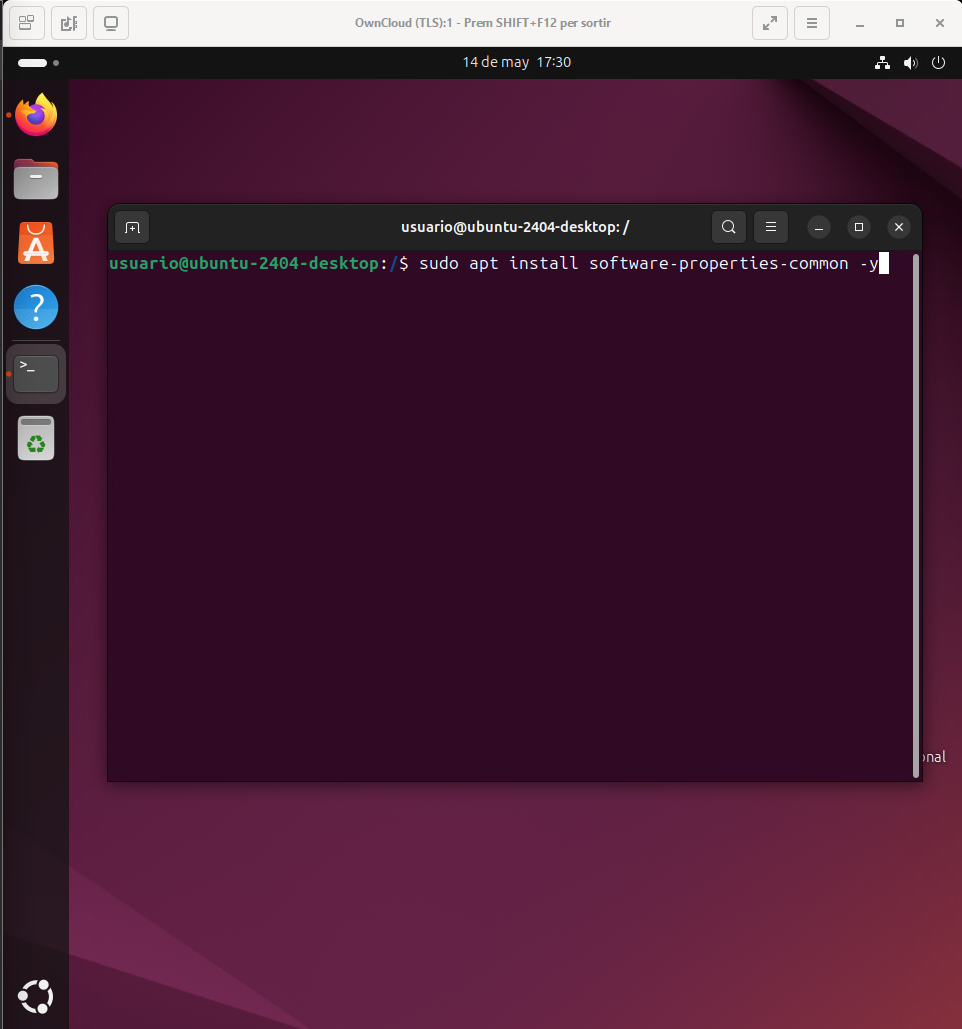 OwnCloud (TLS):1 - Prem SHIFT+F12 per sortir
14 de may 17:30
usuario@ubuntu-2404-desktop: /
usuario@ubuntu-2404-desktop:/$ sudo apt install software-properties-common -y
onal